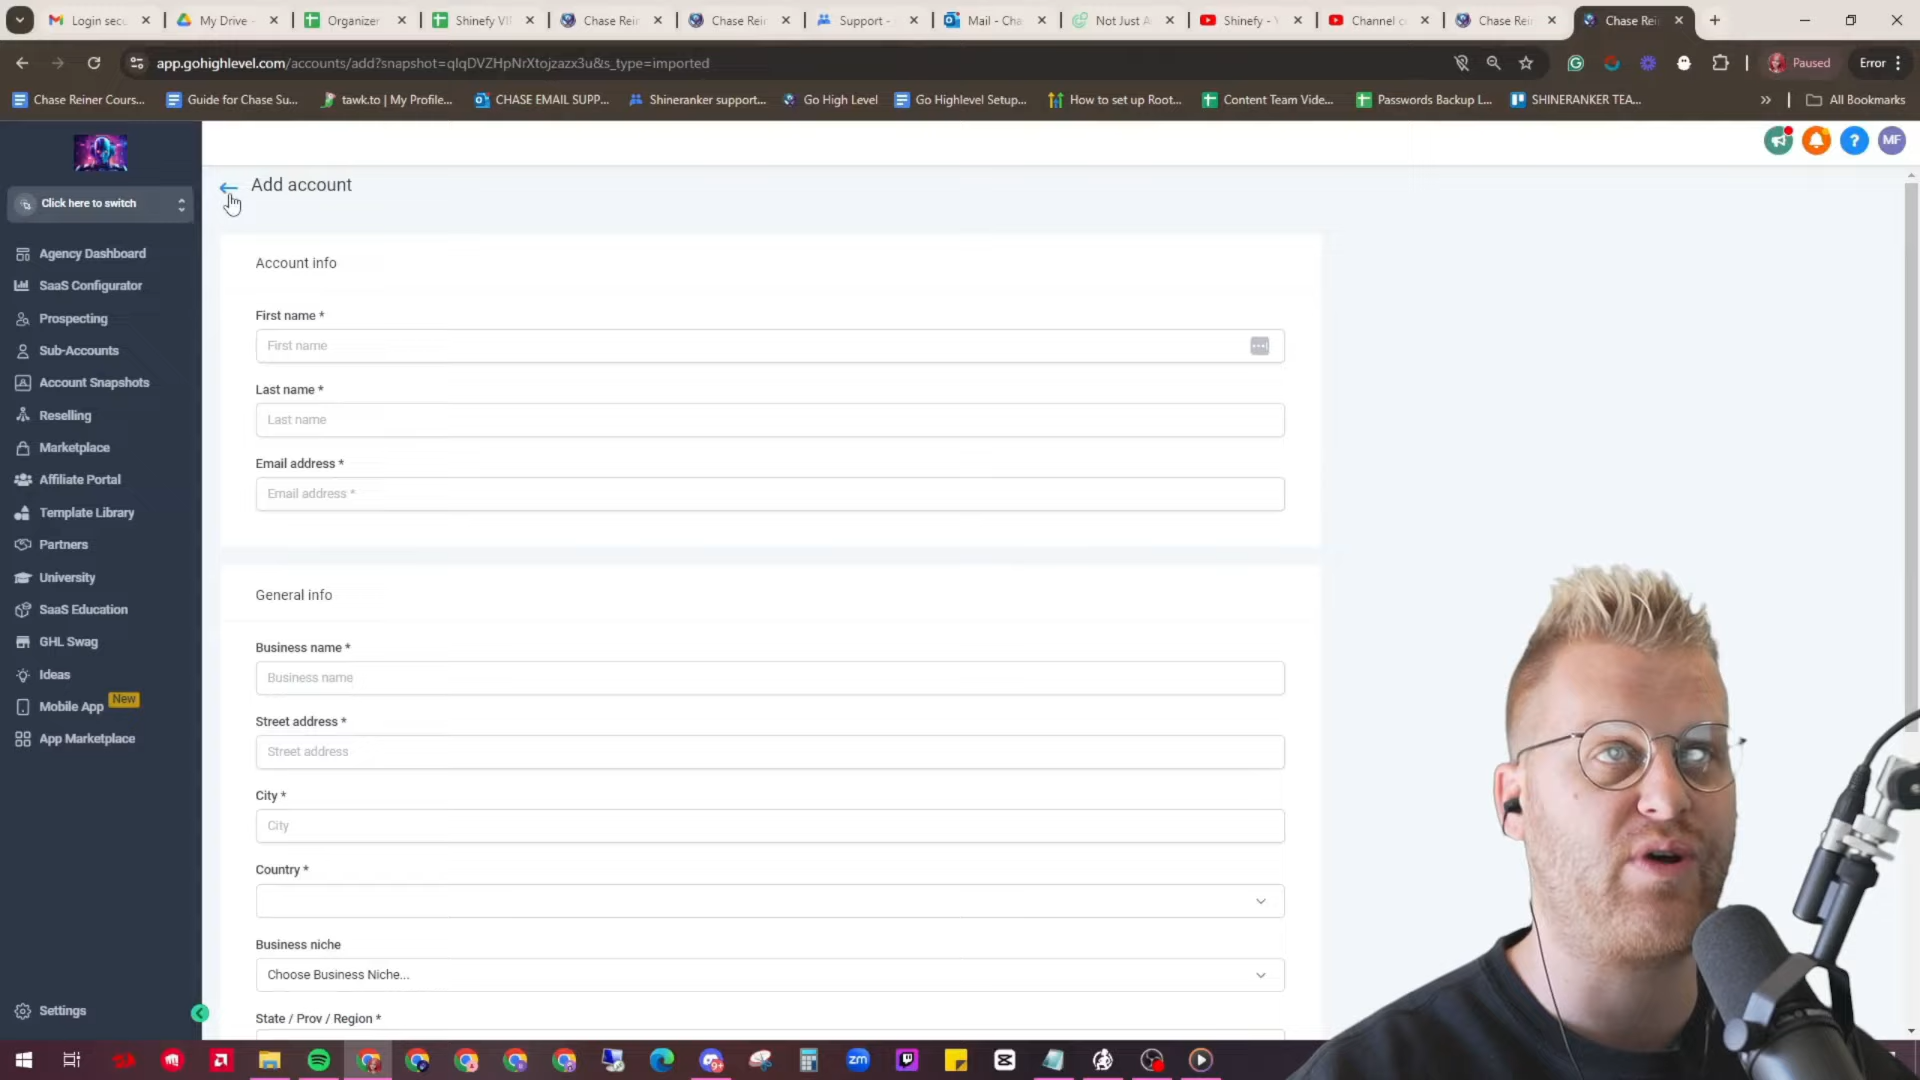 Login secu
My Drive -
Organizer
Shinefy VI
Chase Rein
Chase Rein
Support -
Mail - Cha
Not Just A
Shinefy - Y
Channel c
Chase Rein
Chase Rei
app.gohighlevel.com/accounts/add?snapshot=qlqDVZHpNrXtojzazx3u&s_type=imported
Paused
Error
Chase Reiner Cours...
Guide for Chase Su...
tawk.to | My Profile...
CHASE EMAIL SUPP...
Shineranker support...
Go High Level
Go Highlevel Setup...
How to set up Root...
Content Team Vide...
Passwords Backup L...
SHINERANKER TEA...
All Bookmarks
MF
Click here to switch
Agency Dashboard
SaaS Configurator
Prospecting
Sub-Accounts
Account Snapshots
Reselling
Marketplace
Affiliate Portal
Template Library
Partners
University
SaaS Education
GHL Swag
Ideas
Mobile App
New
App Marketplace
Settings
Add account
Account info
First name *
First name
Last name *
Last name
Email address *
Email address *
General info
Business name *
Business name
Street address *
Street address
City *
City
Country *
Business niche
Choose Business Niche...
State / Prov / Region *
zm